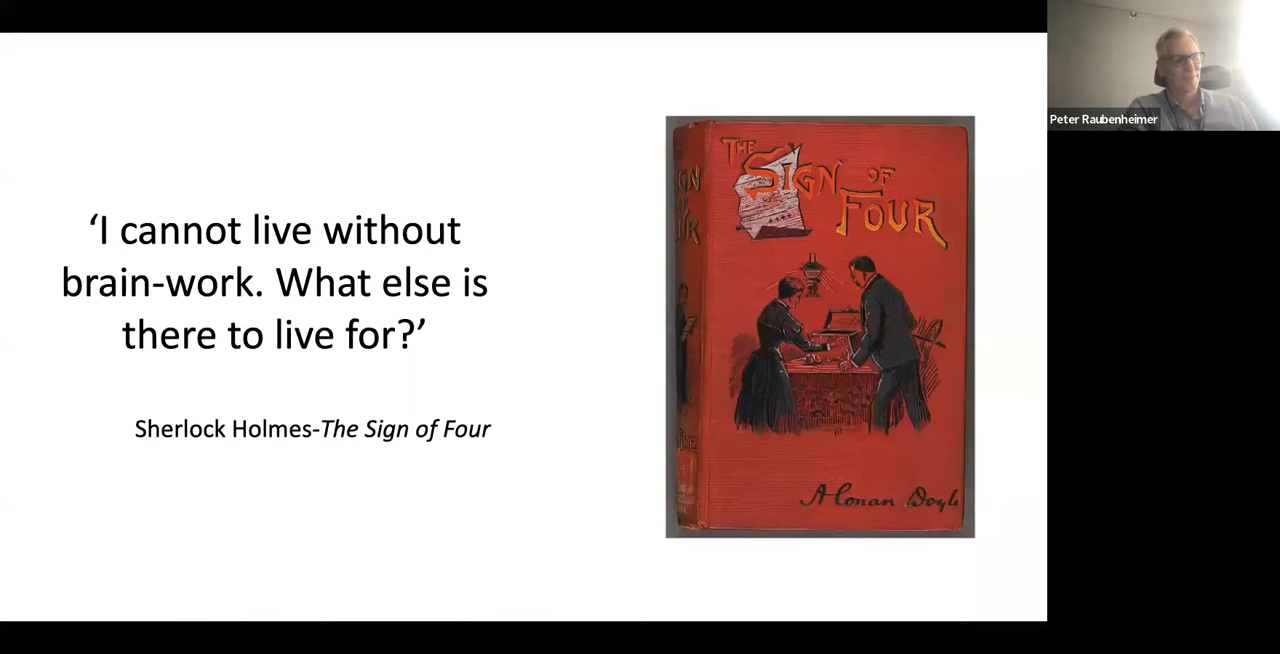 ‘I cannot live without
brain-work. What else is
there to live for?’
Sherlock Holmes-The Sign of Four
THE
SIGN OF
FOUR
A Conan Doyle
Peter Raubenheimer